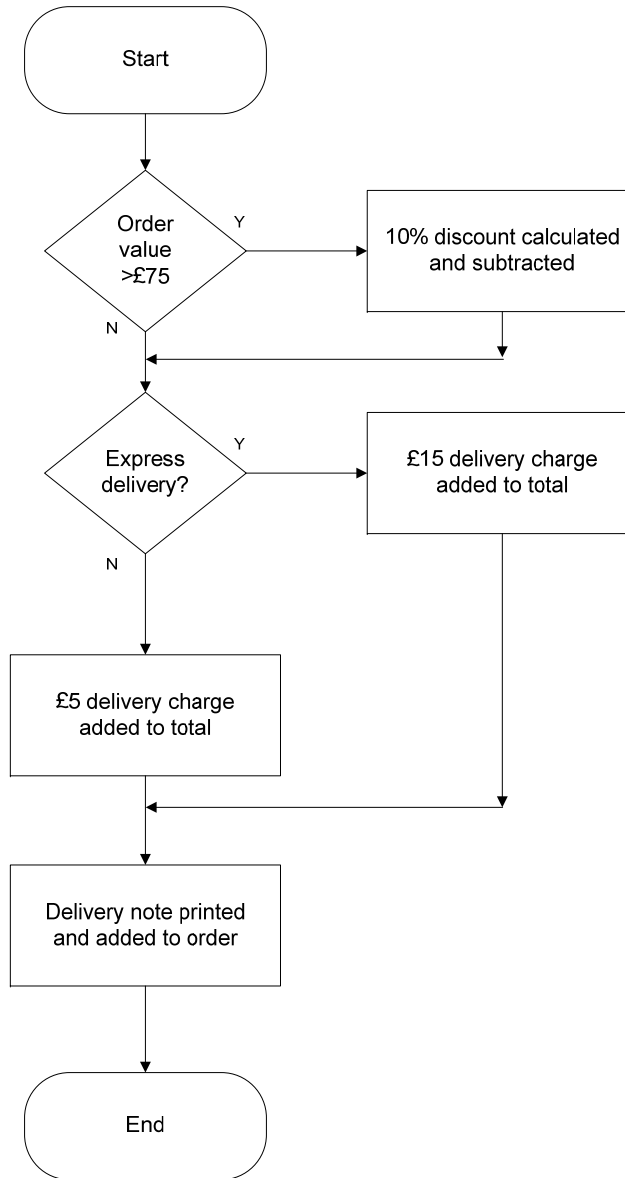 Start
Order
value
>£75
Y
10% discount calculated
and subtracted
N
Express
delivery?
Y
£15 delivery charge
added to total
N
£5 delivery charge
added to total
Delivery note printed
and added to order
End